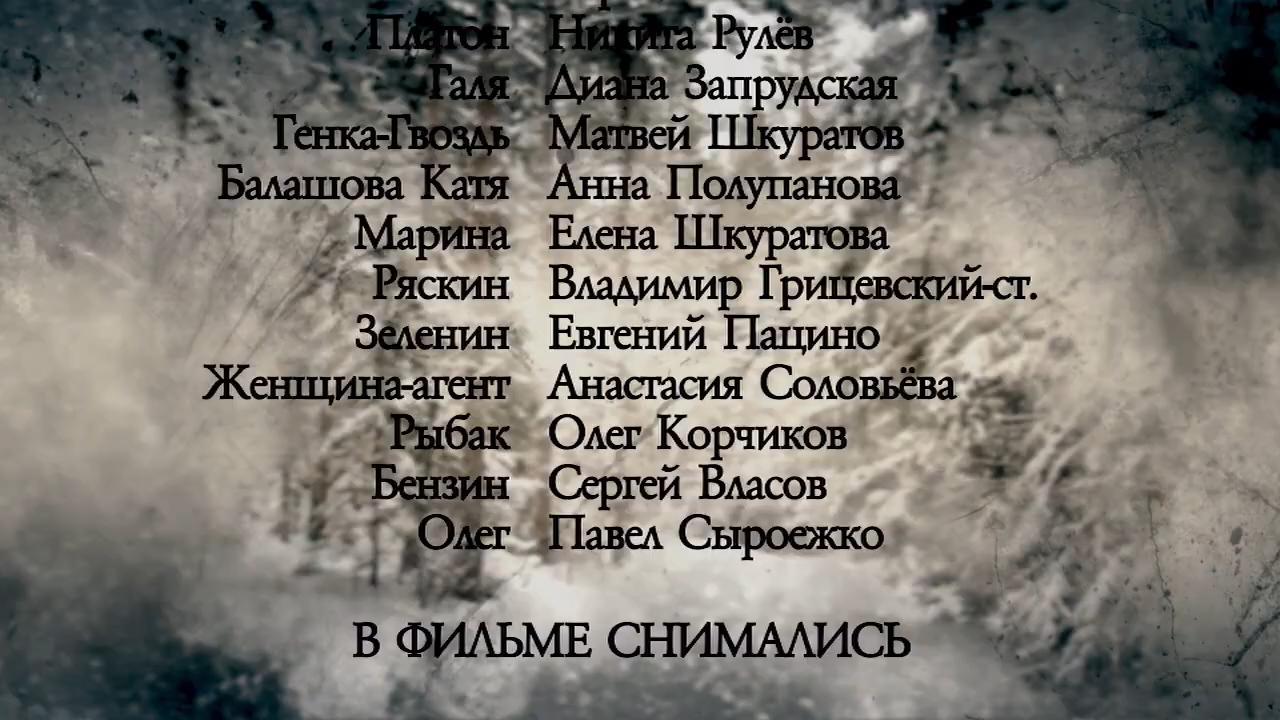 Платон Никита Рулёв
Галя Диана Запрудская
Генка-Гвоздь Матвей Шкуратов
Балашова Катя Анна Полупанова
Марина Елена Шкуратова
Ряскин Владимир Грицевский-ст.
Зеленин Евгений Пацино
Женщина-агент Анастасия Соловьёва
Рыбак Олег Корчиков
Бензин Сергей Власов
Олег Павел Сыроежко
В ФИЛЬМЕ СНИМАЛИСЬ